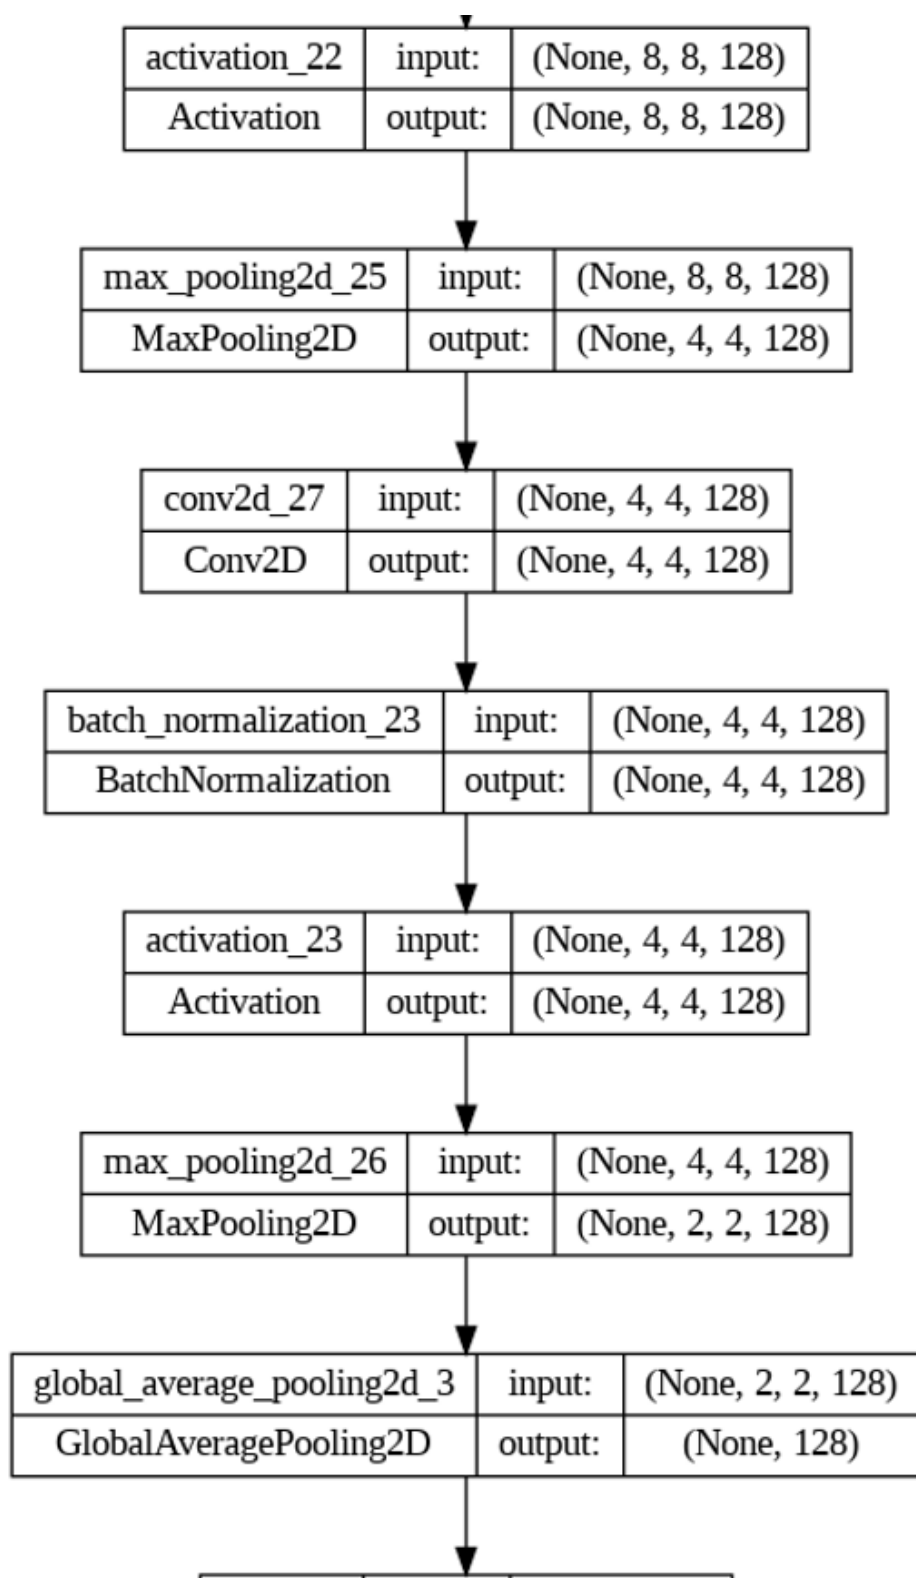 activation_22 input: (None, 8, 8, 128)
Activation output: (None, 8, 8, 128)
max_pooling2d_25 input: (None, 8, 8, 128)
MaxPooling2D output: (None, 4, 4, 128)
conv2d_27 input: (None, 4, 4, 128)
Conv2D output: (None, 4, 4, 128)
batch_normalization_23 input: (None, 4, 4, 128)
BatchNormalization output: (None, 4, 4, 128)
activation_23 input: (None, 4, 4, 128)
Activation output: (None, 4, 4, 128)
max_pooling2d_26 input: (None, 4, 4, 128)
MaxPooling2D output: (None, 2, 2, 128)
global_average_pooling2d_3 input: (None, 2, 2, 128)
GlobalAveragePooling2D output: (None, 128)